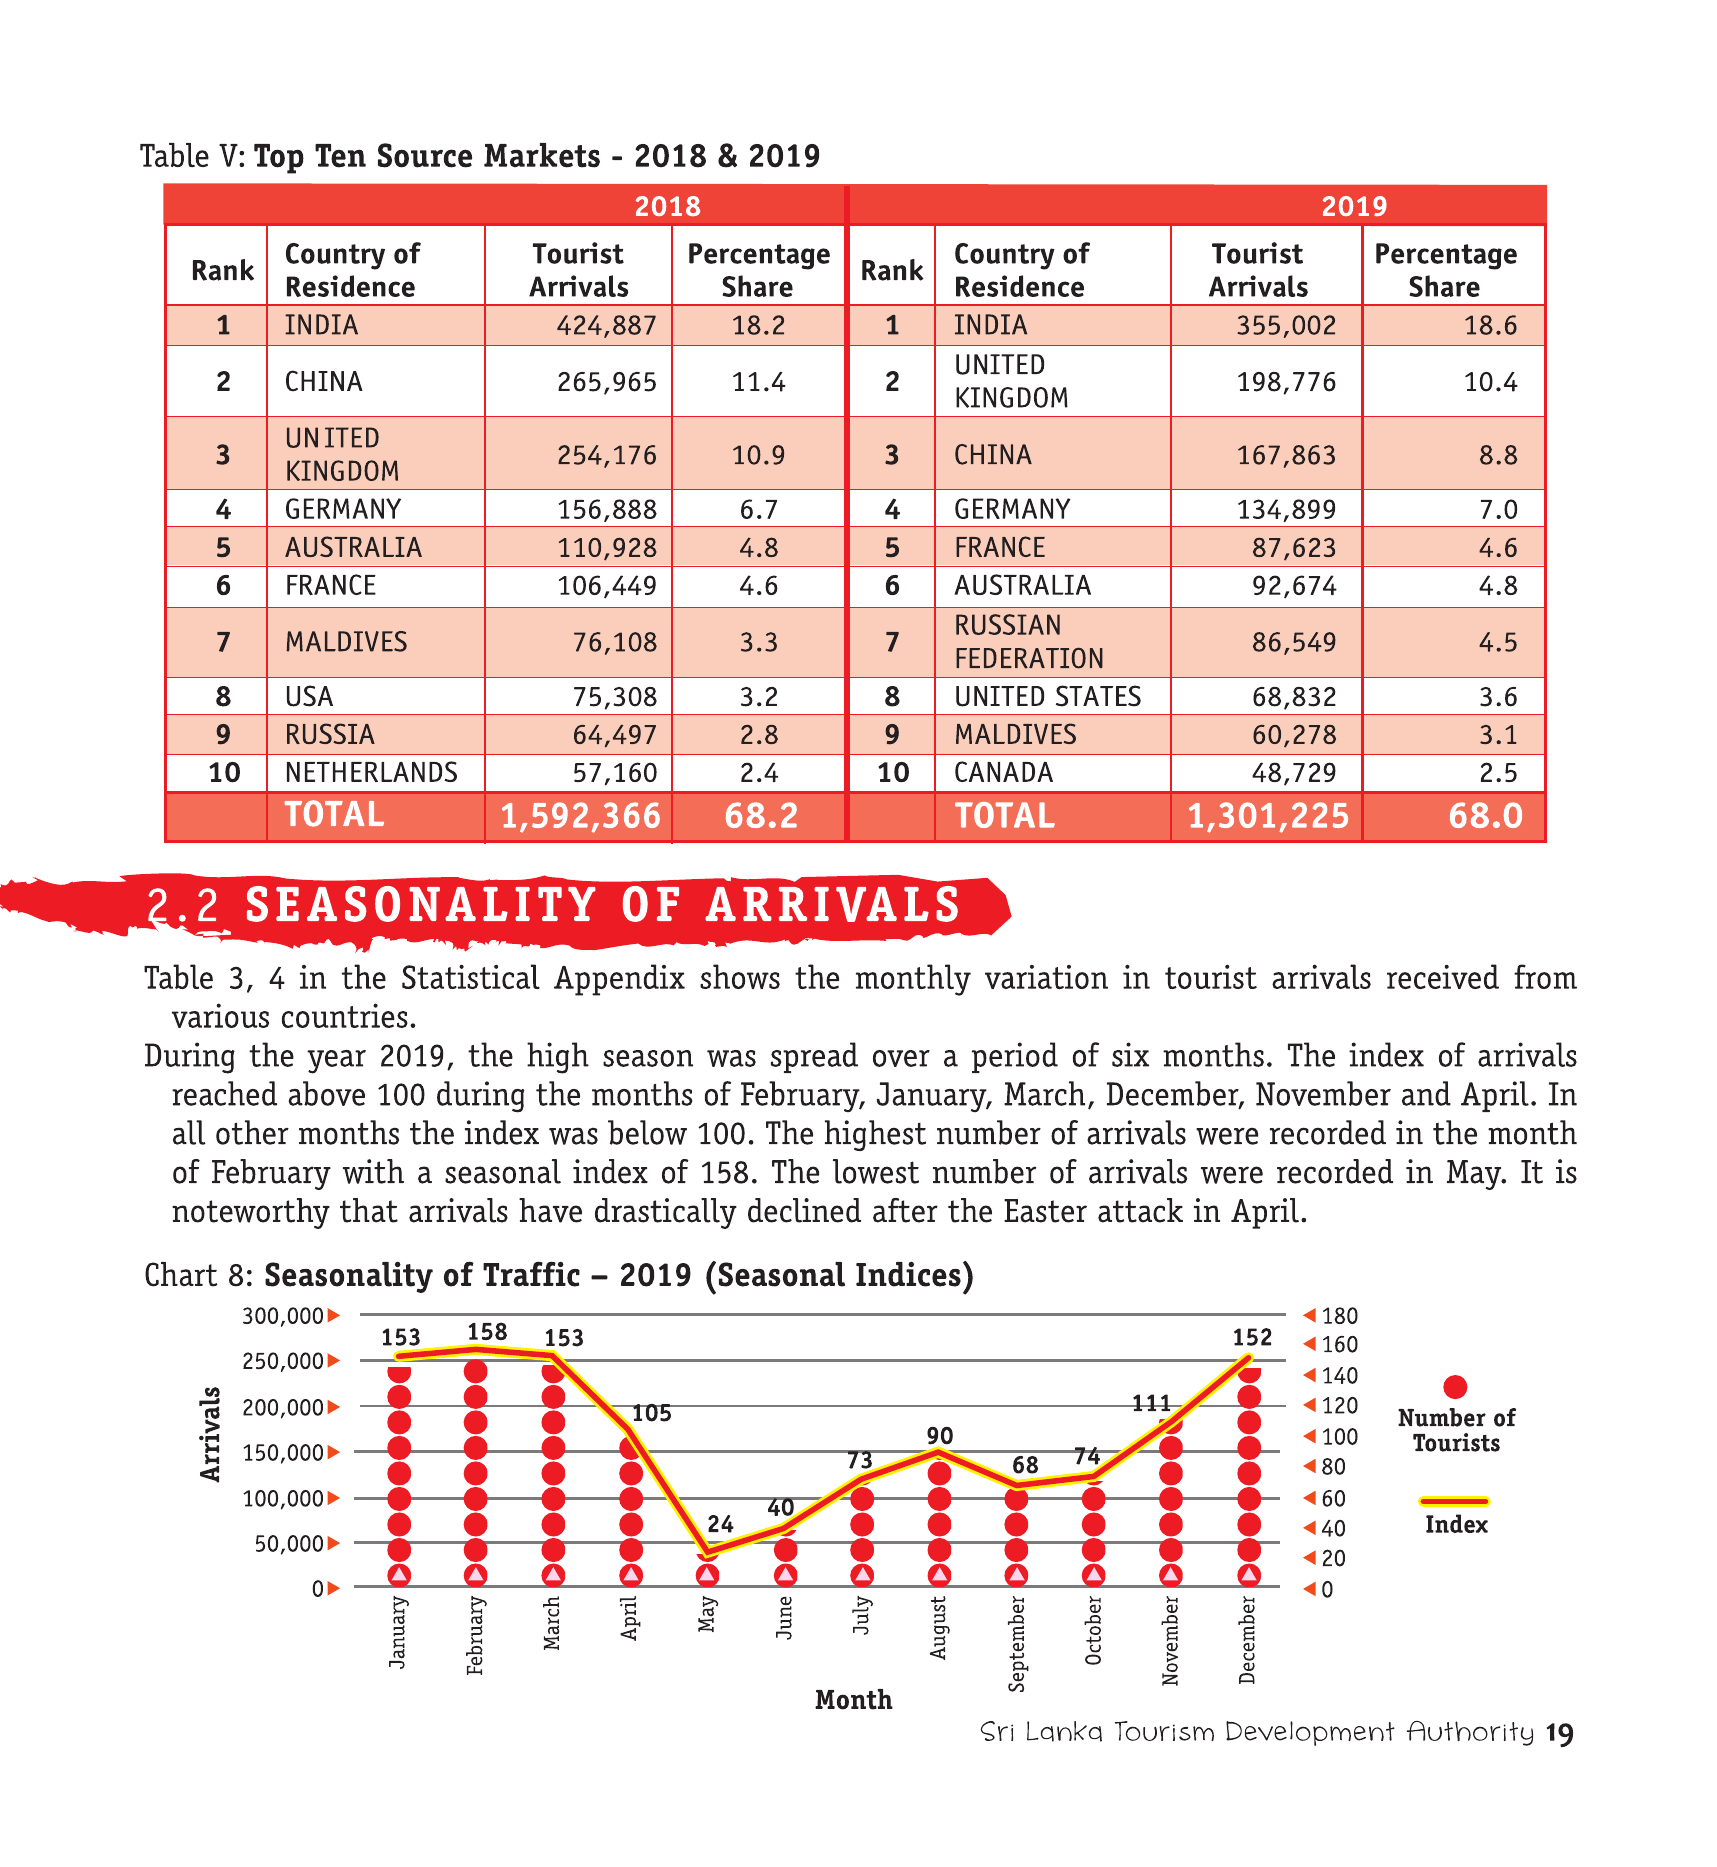 Table V: Top Ten Source Markets - 2018 & 2019
2018 2019
Rank Country of Residence Tourist Arrivals Percentage Share Rank Country of Residence Tourist Arrivals Percentage Share
1 INDIA 424,887 18.2 1 INDIA 355,002 18.6
2 CHINA 265,965 11.4 2 UNITED KINGDOM 198,776 10.4
3 UNITED KINGDOM 254,176 10.9 3 CHINA 167,863 8.8
4 GERMANY 156,888 6.7 4 GERMANY 134,899 7.0
5 AUSTRALIA 110,928 4.8 5 FRANCE 87,623 4.6
6 FRANCE 106,449 4.6 6 AUSTRALIA 92,674 4.8
7 MALDIVES 76,108 3.3 7 RUSSIAN FEDERATION 86,549 4.5
8 USA 75,308 3.2 8 UNITED STATES 68,832 3.6
9 RUSSIA 64,497 2.8 9 MALDIVES 60,278 3.1
10 NETHERLANDS 57,160 2.4 10 CANADA 48,729 2.5
TOTAL 1,592,366 68.2 TOTAL 1,301,225 68.0
2.2 SEASONALITY OF ARRIVALS
Table 3, 4 in the Statistical Appendix shows the monthly variation in tourist arrivals received from
various countries.
During the year 2019, the high season was spread over a period of six months. The index of arrivals
reached above 100 during the months of February, January, March, December, November and April. In
all other months the index was below 100. The highest number of arrivals were recorded in the month
of February with a seasonal index of 158. The lowest number of arrivals were recorded in May. It is
noteworthy that arrivals have drastically declined after the Easter attack in April.
Chart 8: Seasonality of Traffic – 2019 (Seasonal Indices)
Arrivals
300,000
250,000
200,000
150,000
100,000
50,000
0
153 158 153 105 24 40 73 90 68 74 111 152
180
160
140
120
100
80
60
40
20
0
Number of
Tourists
Index
January February March April May June July August September October November December
Month
Sri Lanka Tourism Development Authority 19